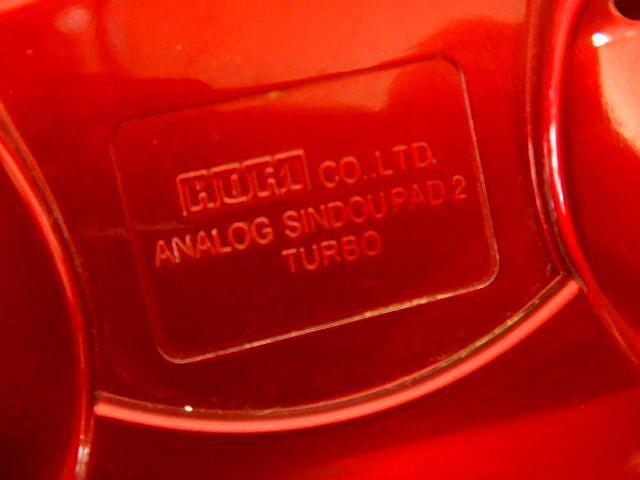 HORI CO.,LTD.
ANALOG SINDOU PAD 2
TURBO